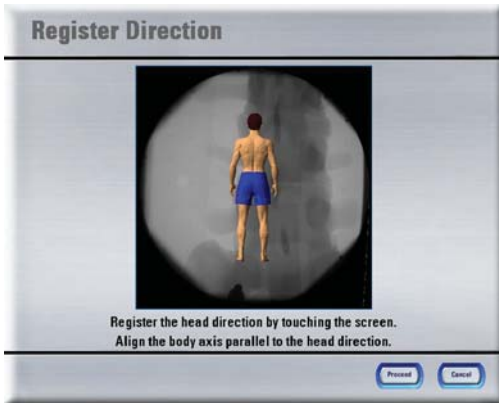 Register Direction
Register the head direction by touching the screen.
Align the body axis parallel to the head direction.
Proceed Cancel